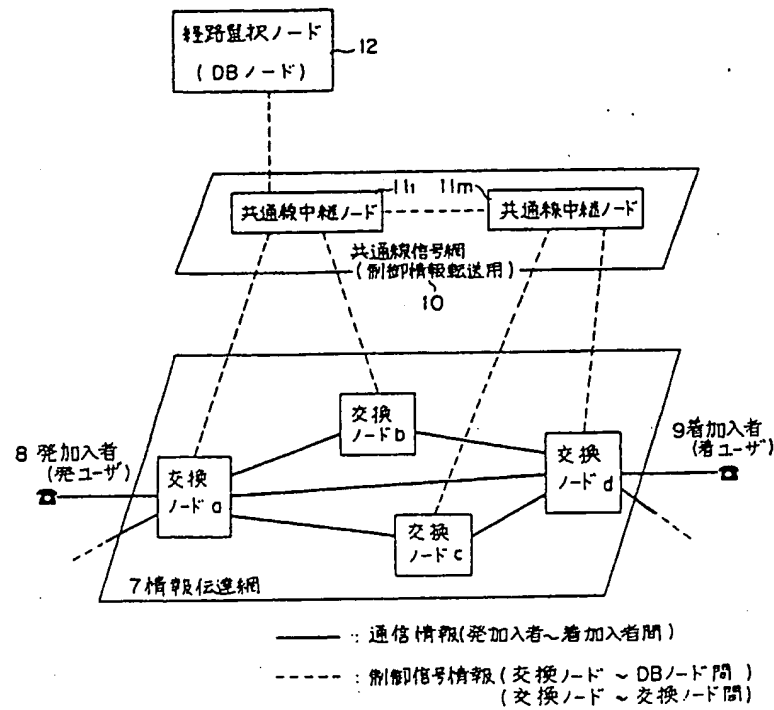 経路選択ノード
(DBノード)
12
11₁ 11m
共通線中継ノード
共通線中継ノード
共通線信号網
(制御情報転送用)
10
交換
ノードb
9着加入者
(着ユーザ)
8 発加入者
(発ユーザ)
交換
ノードa
交換
ノードd
交換
ノードc
7情報伝達網
: 通信情報(発加入者~着加入者間)
: 制御信号情報(交換ノード ~ DBノード間)
(交換ノード ~ 交換ノード間)